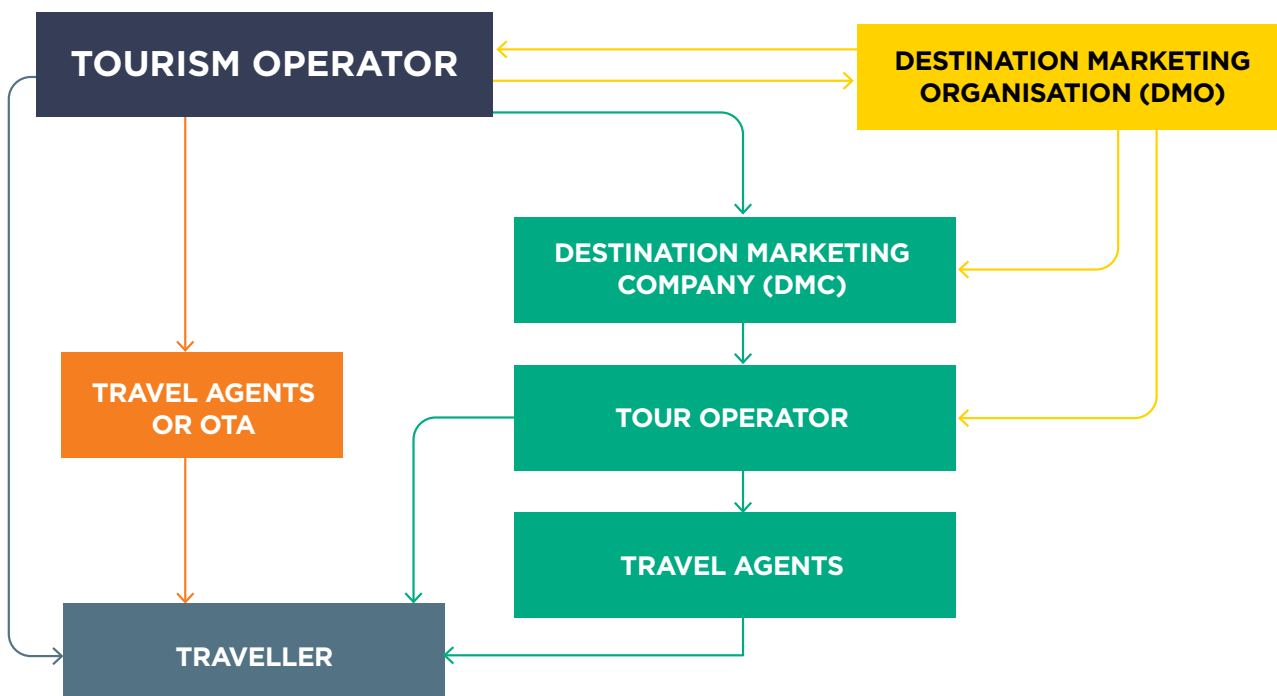 TOURISM OPERATOR
DESTINATION MARKETING
ORGANISATION (DMO)
DESTINATION MARKETING
COMPANY (DMC)
TRAVEL AGENTS
OR OTA
TOUR OPERATOR
TRAVEL AGENTS
TRAVELLER